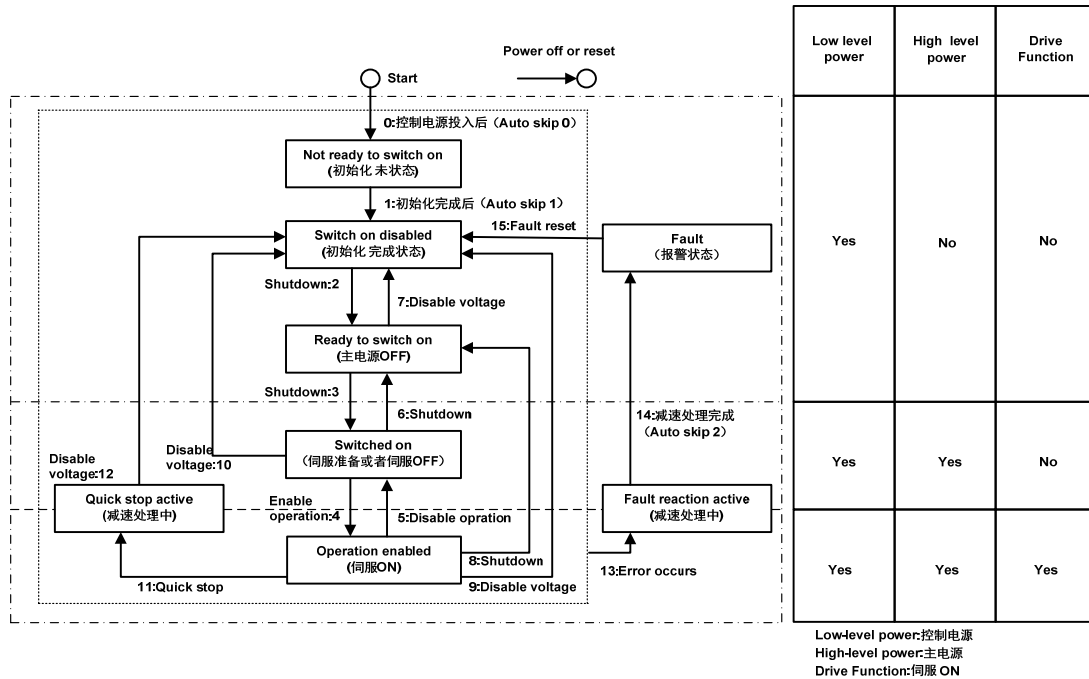 Power off or reset
Start
Low level power
High level power
Drive Function
0:控制电源投入后（Auto skip 0）
Not ready to switch on
(初始化 未状态)
1:初始化完成后（Auto skip 1）
15:Fault reset
Switch on disabled
(初始化 完成状态)
Fault
（报警状态）
Yes
No
No
Shutdown:2
7:Disable voltage
Ready to switch on
(主电源OFF)
Shutdown:3
6:Shutdown
14:减速处理完成
（Auto skip 2）
Switched on
（伺服准备或者伺服OFF）
Disable
voltage:10
Disable
voltage:12
Yes
Yes
No
Quick stop active
(减速处理中)
Enable
operation:4
5:Disable opration
Fault reaction active
(减速处理中)
Operation enabled
(伺服ON)
8:Shutdown
9:Disable voltage
11:Quick stop
13:Error occurs
Yes
Yes
Yes
Low-level power:控制电源
High-level power:主电源
Drive Function:伺服 ON